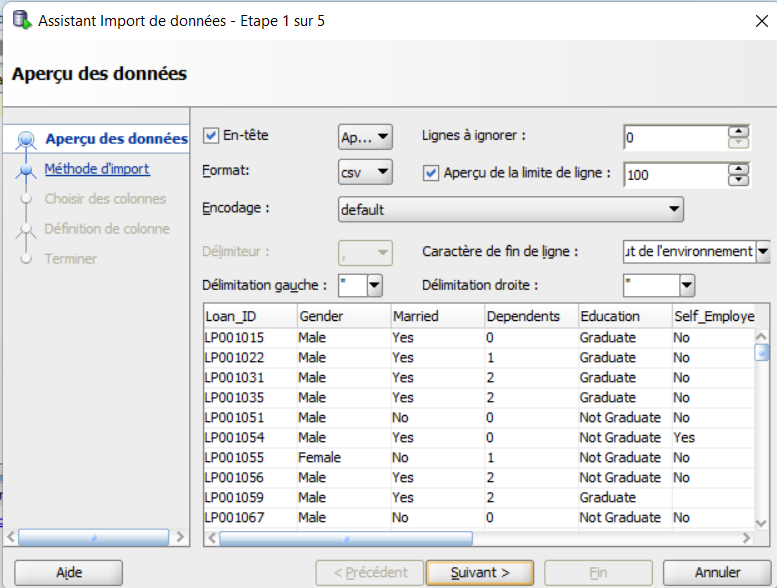 Assistant Import de données - Etape 1 sur 5
Aperçu des données
Aperçu des données
Méthode d'import
Choisir des colonnes
Définition de colonne
Terminer
En-tête Ap... Lignes à ignorer : 0
Format: csv Aperçu de la limite de ligne : 100
Encodage : default
Délimiteur : , Caractère de fin de ligne : ut de l'environnement
Délimitation gauche : " Délimitation droite : "
Loan_ID Gender Married Dependents Education Self_Employe
LP001015 Male Yes 0 Graduate No
LP001022 Male Yes 1 Graduate No
LP001031 Male Yes 2 Graduate No
LP001035 Male Yes 2 Graduate No
LP001051 Male No 0 Not Graduate No
LP001054 Male Yes 0 Not Graduate Yes
LP001055 Female No 1 Not Graduate No
LP001056 Male Yes 2 Not Graduate No
LP001059 Male Yes 2 Graduate
LP001067 Male No 0 Not Graduate No
Aide < Précédent Suivant > Fin Annuler